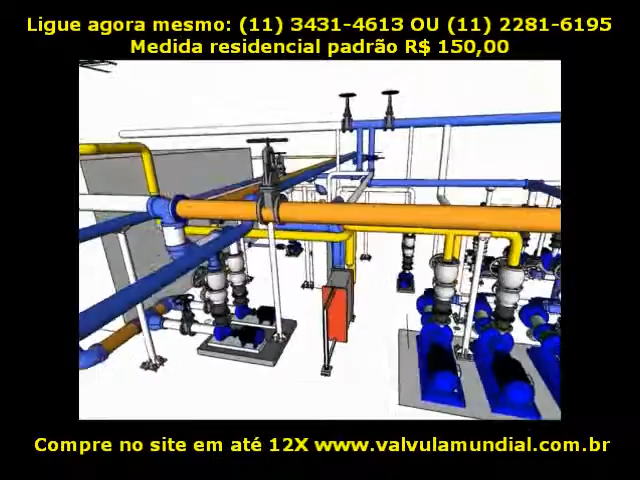 Ligue agora mesmo: (11) 3431-4613 OU (11) 2281-6195
Medida residencial padrão R$ 150,00
Compre no site em até 12X www.valvulamundial.com.br